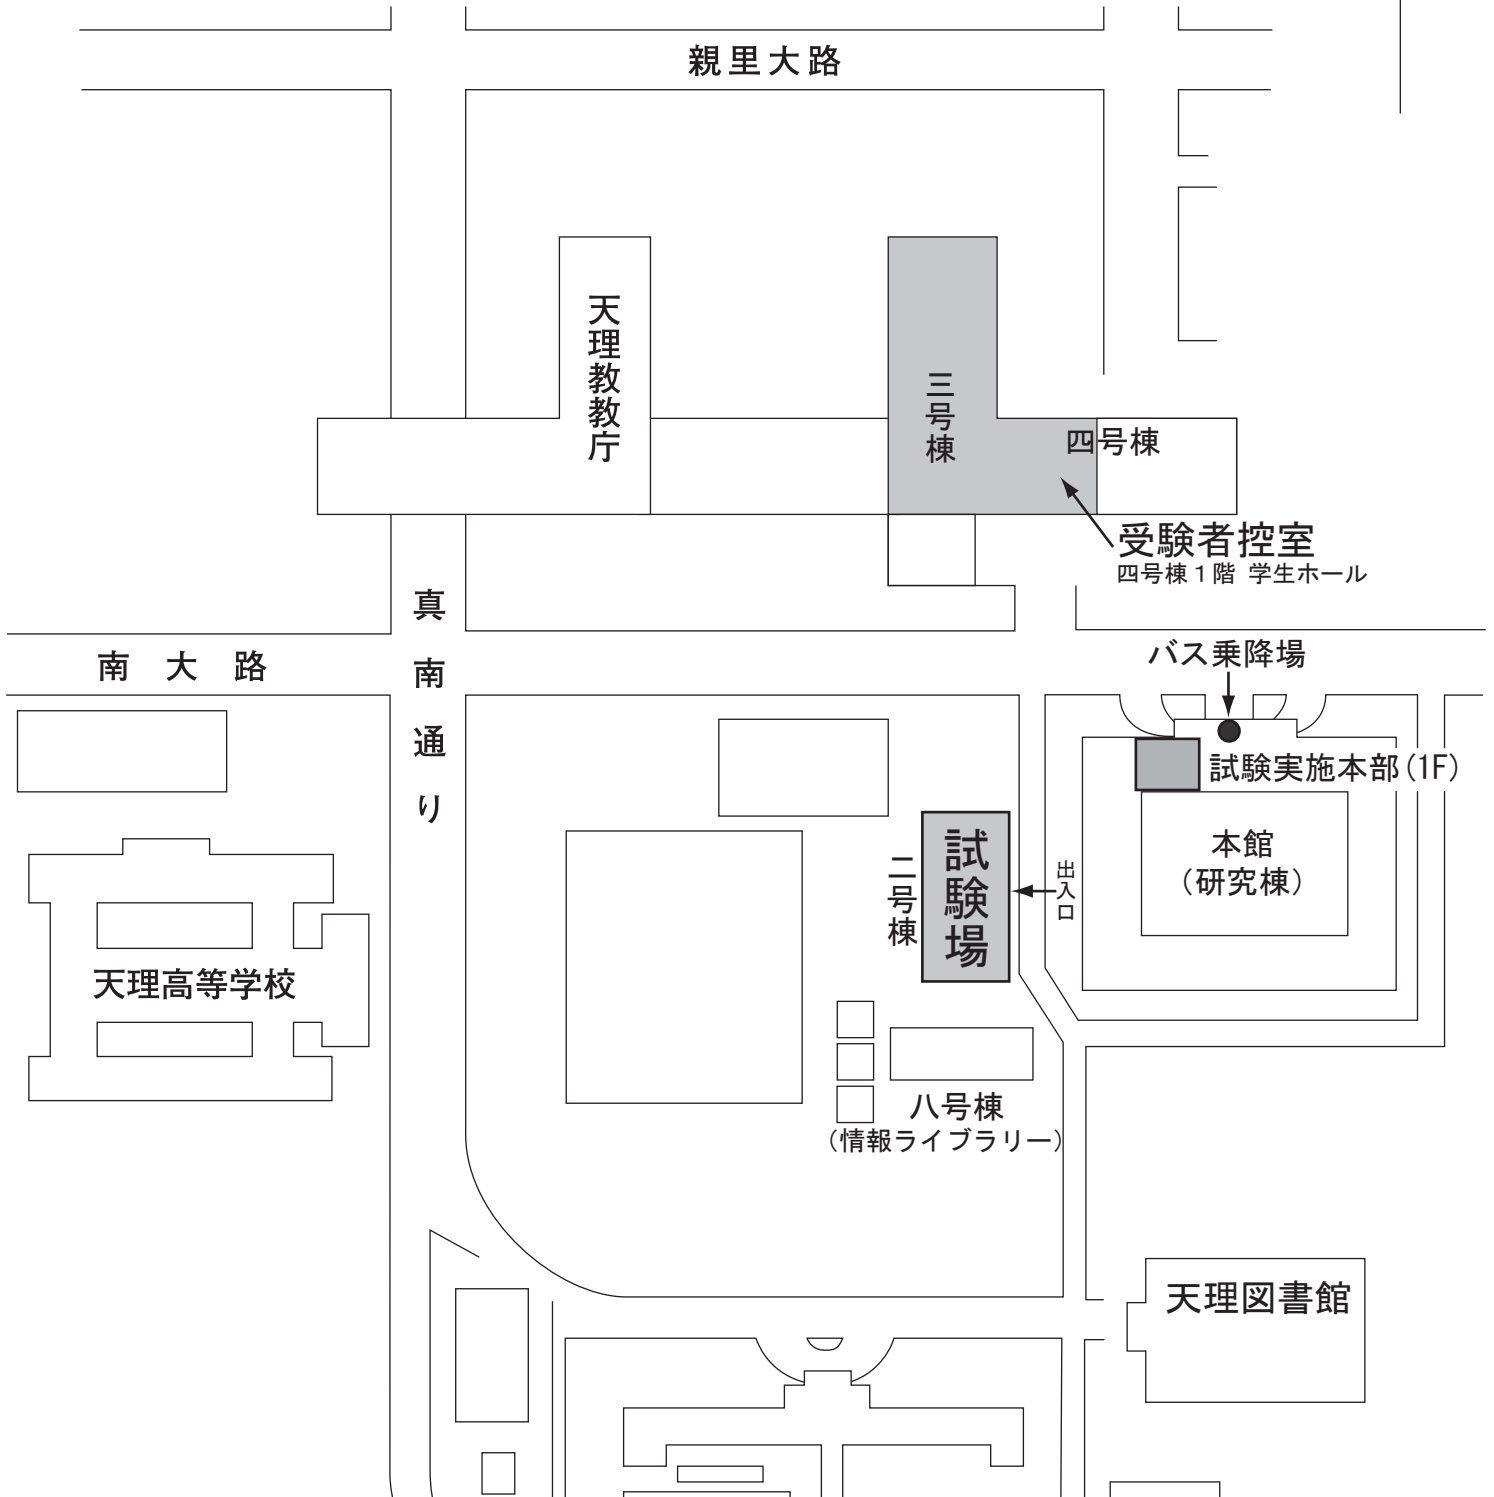 親里大路
天理教教庁
三号棟
四号棟
受験者控室
四号棟1階 学生ホール
真南通り
南大路
バス乗降場
試験実施本部(1F)
本館
(研究棟)
二号棟
試験場
出入口
天理高等学校
八号棟
(情報ライブラリー)
天理図書館